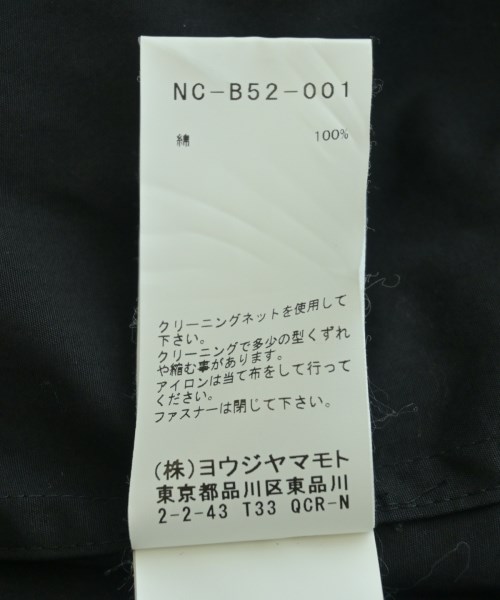 NC-B52-001
綿 100%
クリーニングネットを使用して
下さい。
クリーニングで多少の型くずれ
や縮む事があります。
アイロンは当て布をして行って
ください。
ファスナーは閉じて下さい。
(株)ヨウジヤマモト
東京都品川区東品川
2-2-43 T33 QCR-N